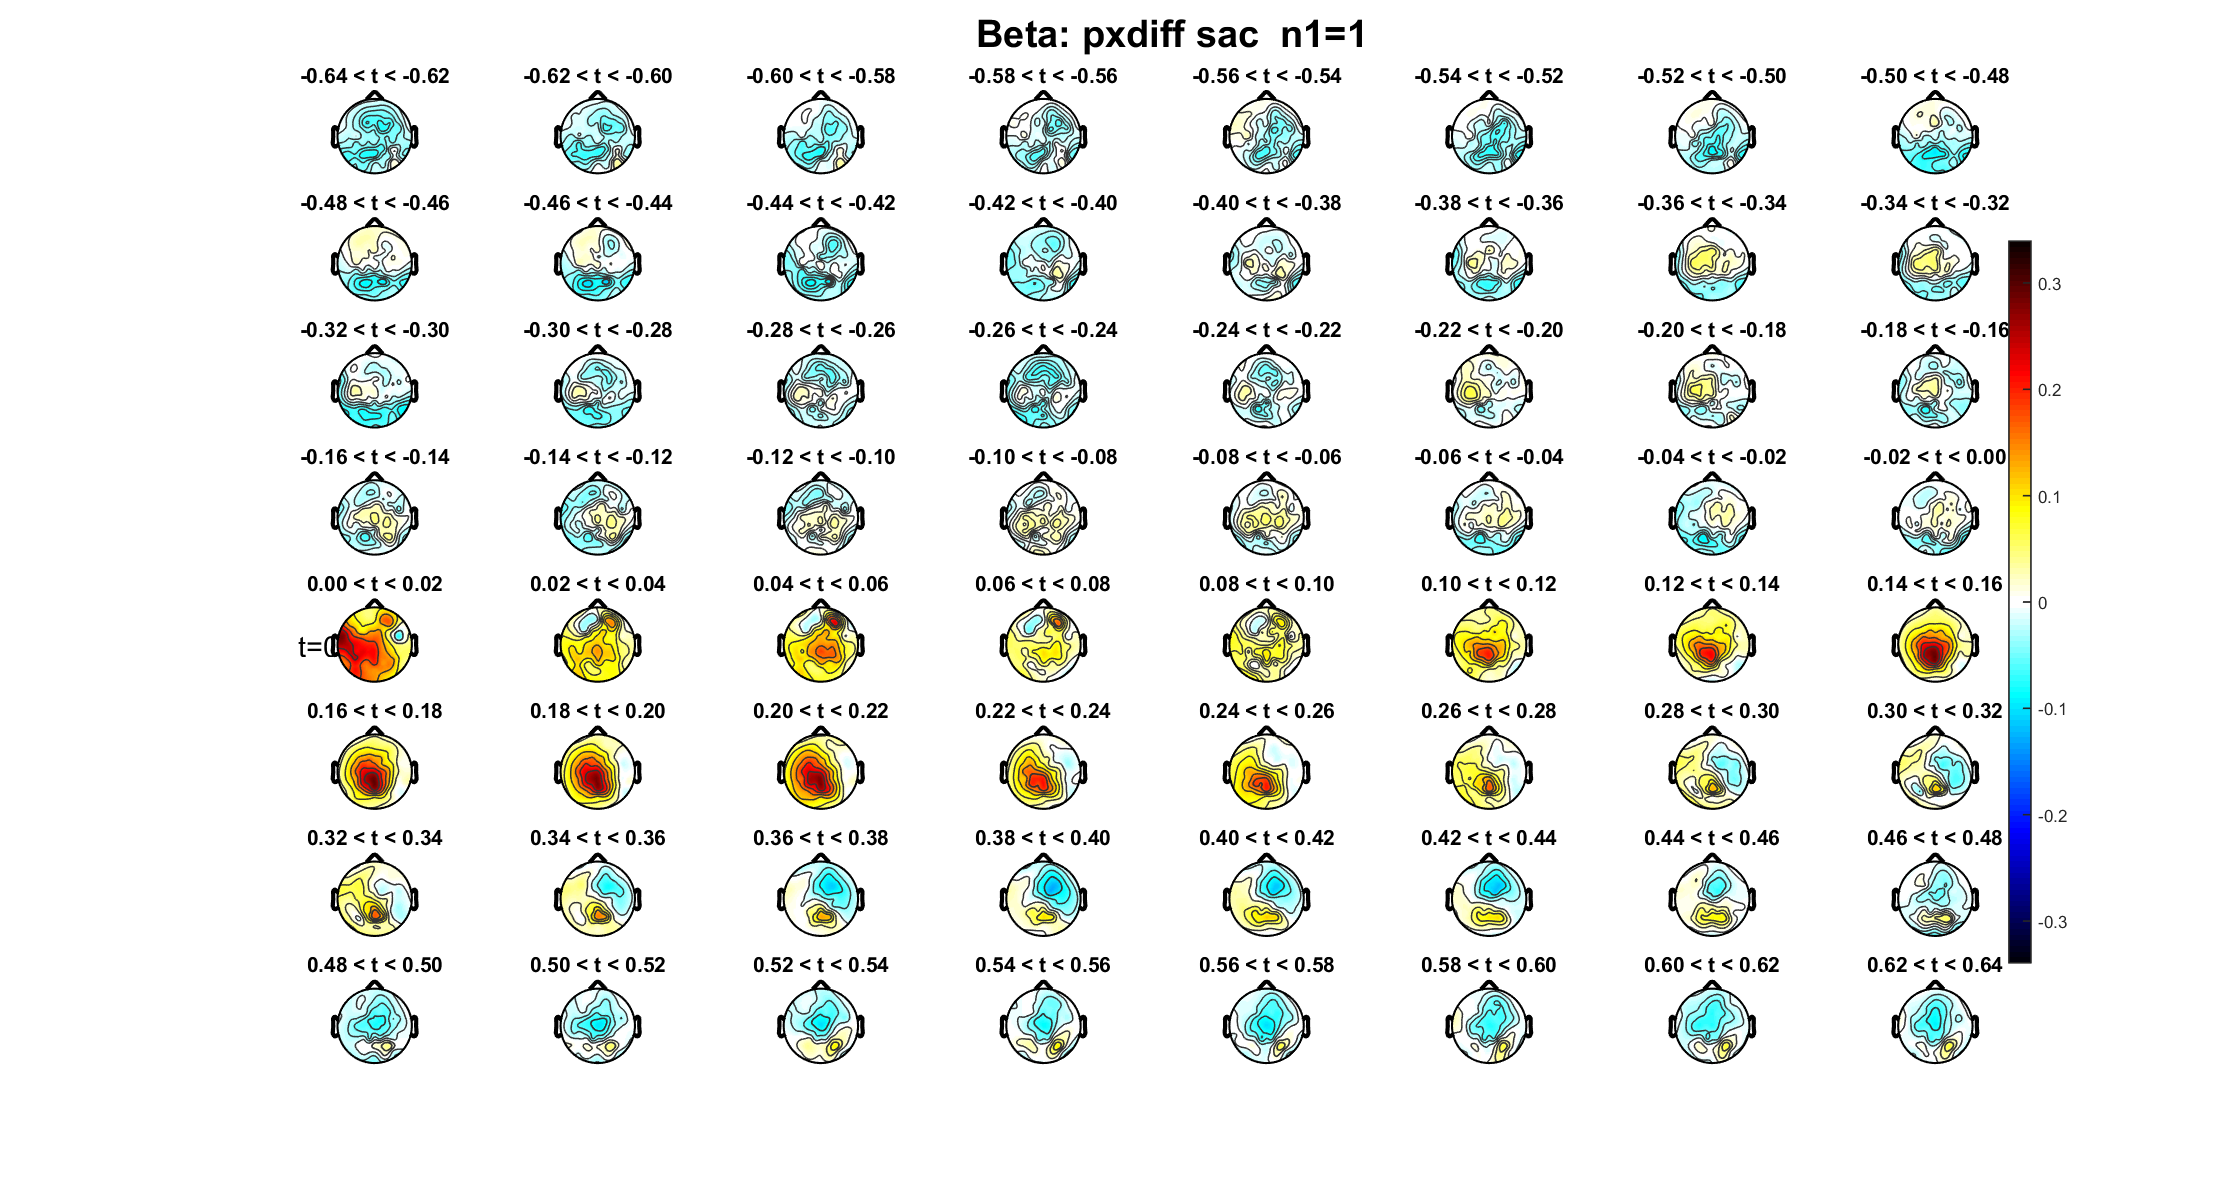 Beta: pxdiff sac  n1=1
-0.64 < t < -0.62
-0.62 < t < -0.60
-0.60 < t < -0.58
-0.58 < t < -0.56
-0.56 < t < -0.54
-0.54 < t < -0.52
-0.52 < t < -0.50
-0.50 < t < -0.48
-0.48 < t < -0.46
-0.46 < t < -0.44
-0.44 < t < -0.42
-0.42 < t < -0.40
-0.40 < t < -0.38
-0.38 < t < -0.36
-0.36 < t < -0.34
-0.34 < t < -0.32
-0.32 < t < -0.30
-0.30 < t < -0.28
-0.28 < t < -0.26
-0.26 < t < -0.24
-0.24 < t < -0.22
-0.22 < t < -0.20
-0.20 < t < -0.18
-0.18 < t < -0.16
-0.16 < t < -0.14
-0.14 < t < -0.12
-0.12 < t < -0.10
-0.10 < t < -0.08
-0.08 < t < -0.06
-0.06 < t < -0.04
-0.04 < t < -0.02
-0.02 < t < 0.00
0.00 < t < 0.02
0.02 < t < 0.04
0.04 < t < 0.06
0.06 < t < 0.08
0.08 < t < 0.10
0.10 < t < 0.12
0.12 < t < 0.14
0.14 < t < 0.16
t=0
0.16 < t < 0.18
0.18 < t < 0.20
0.20 < t < 0.22
0.22 < t < 0.24
0.24 < t < 0.26
0.26 < t < 0.28
0.28 < t < 0.30
0.30 < t < 0.32
0.32 < t < 0.34
0.34 < t < 0.36
0.36 < t < 0.38
0.38 < t < 0.40
0.40 < t < 0.42
0.42 < t < 0.44
0.44 < t < 0.46
0.46 < t < 0.48
0.48 < t < 0.50
0.50 < t < 0.52
0.52 < t < 0.54
0.54 < t < 0.56
0.56 < t < 0.58
0.58 < t < 0.60
0.60 < t < 0.62
0.62 < t < 0.64
0.3
0.2
0.1
0
-0.1
-0.2
-0.3